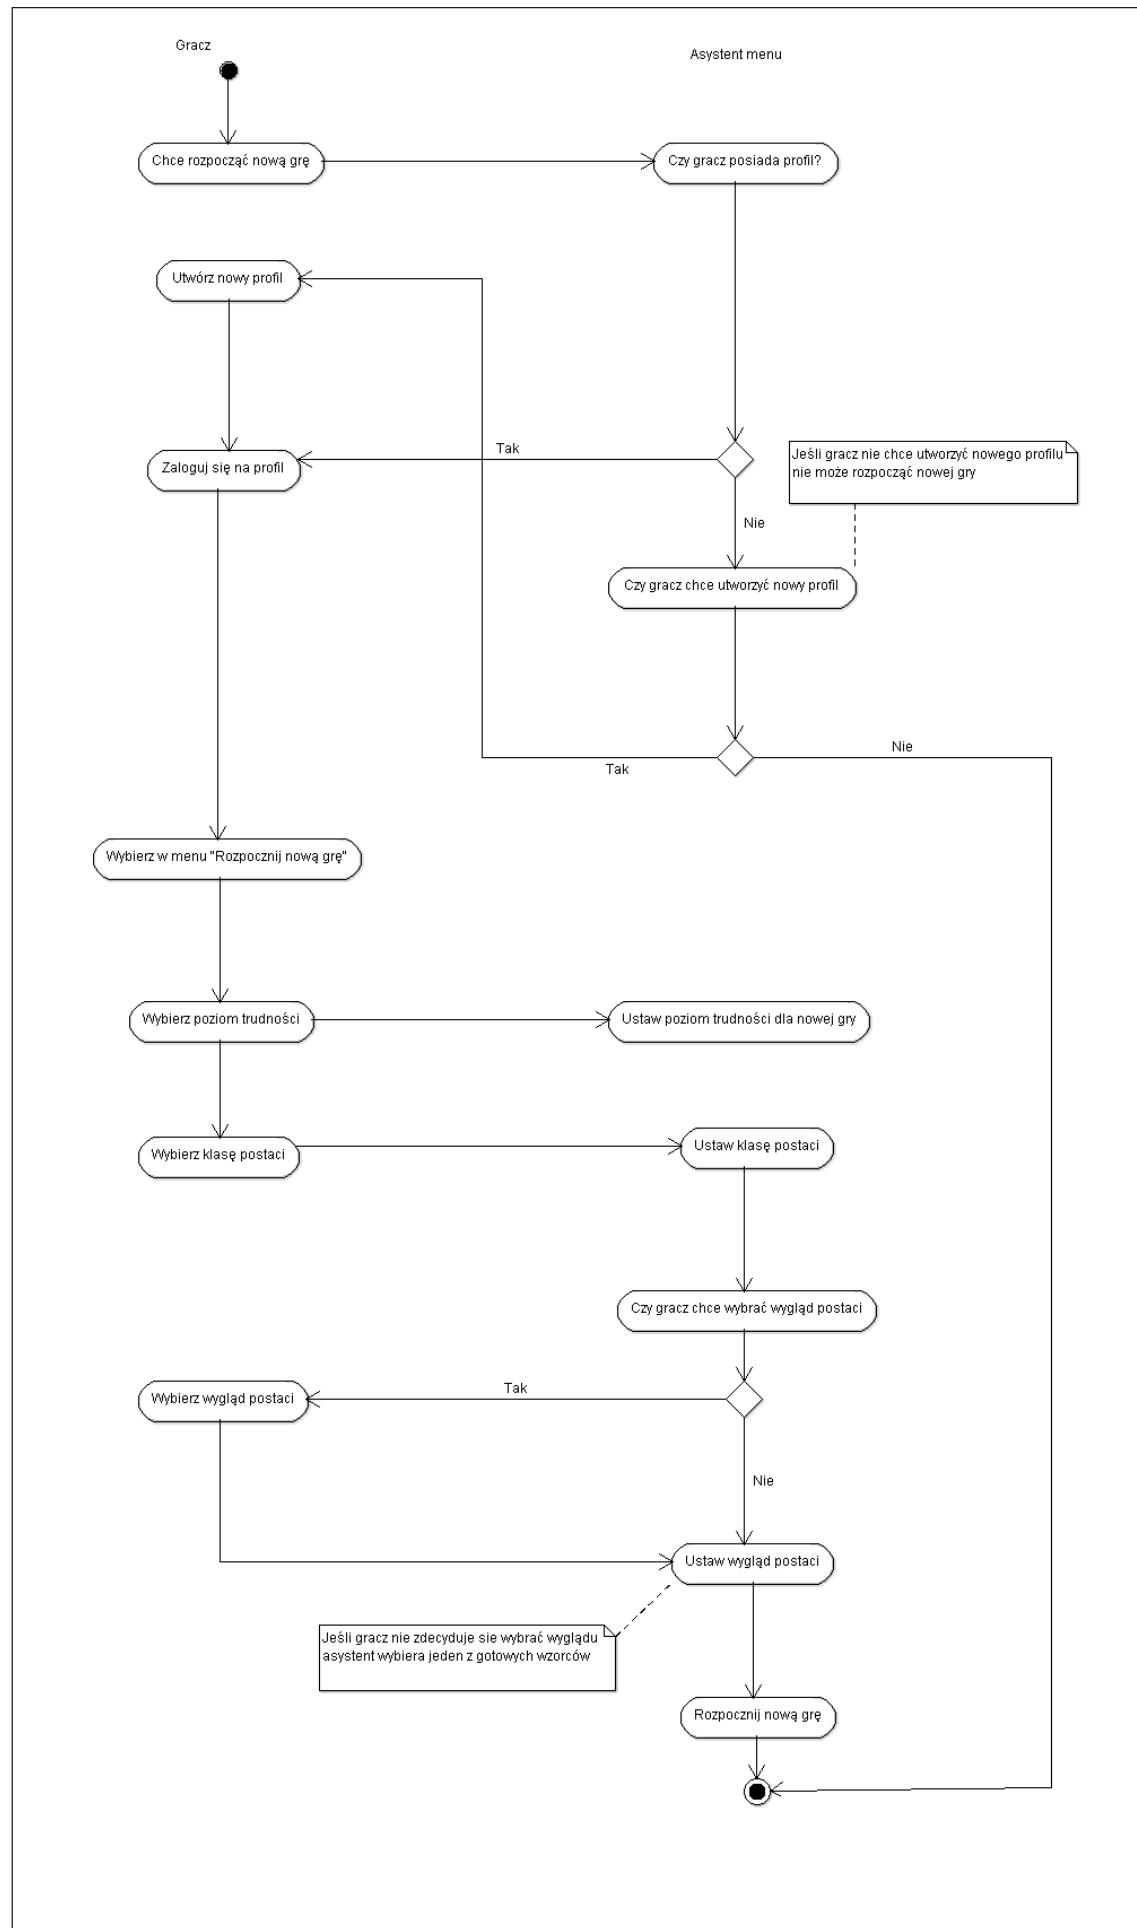 Gracz
Asystent menu
Chce rozpocząć nową grę
Czy gracz posiada profil?
Utwórz nowy profil
Tak
Zaloguj się na profil
Jeśli gracz nie chce utworzyć nowego profilu
nie może rozpocząć nowej gry
Nie
Czy gracz chce utworzyć nowy profil
Nie
Tak
Wybierz w menu "Rozpocznij nową grę"
Wybierz poziom trudności
Ustaw poziom trudności dla nowej gry
Wybierz klasę postaci
Ustaw klasę postaci
Czy gracz chce wybrać wygląd postaci
Tak
Wybierz wygląd postaci
Nie
Ustaw wygląd postaci
Jeśli gracz nie zdecyduje sie wybrać wyglądu
asystent wybiera jeden z gotowych wzorców
Rozpocznij nową grę